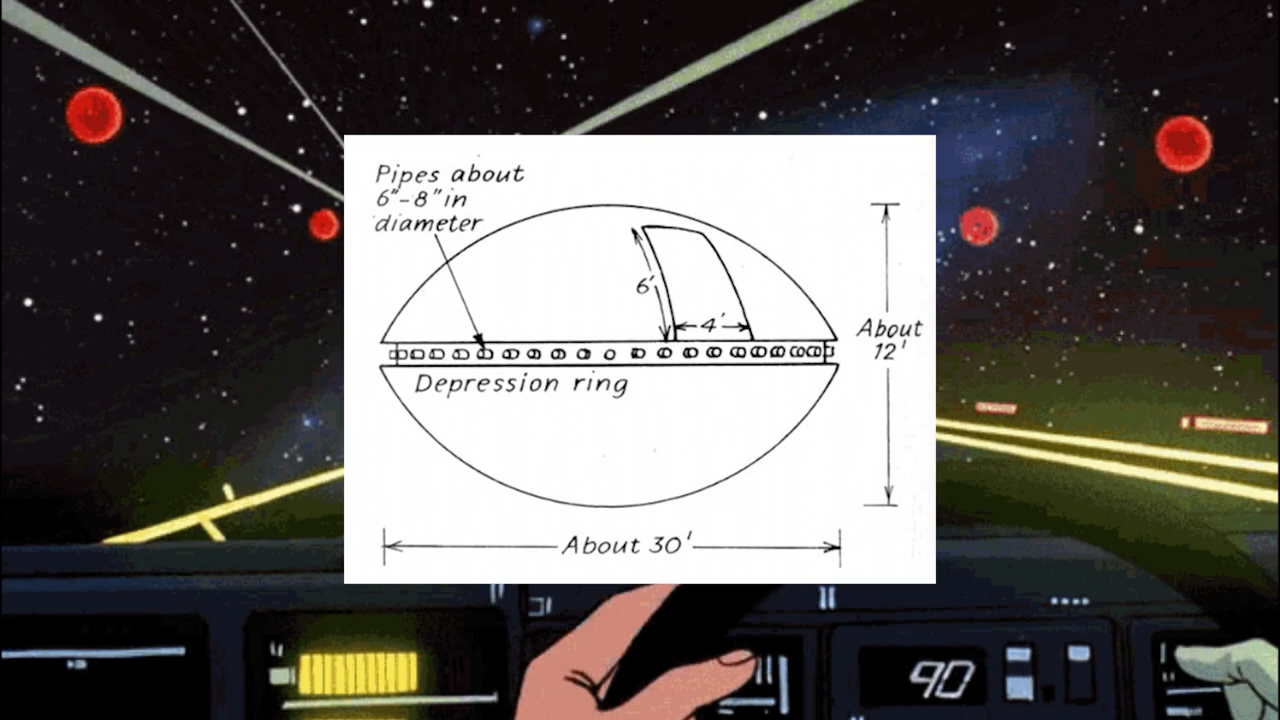 Pipes about
6"-8" in
diameter
6'
4'
About
12'
Depression ring
About 30'
90